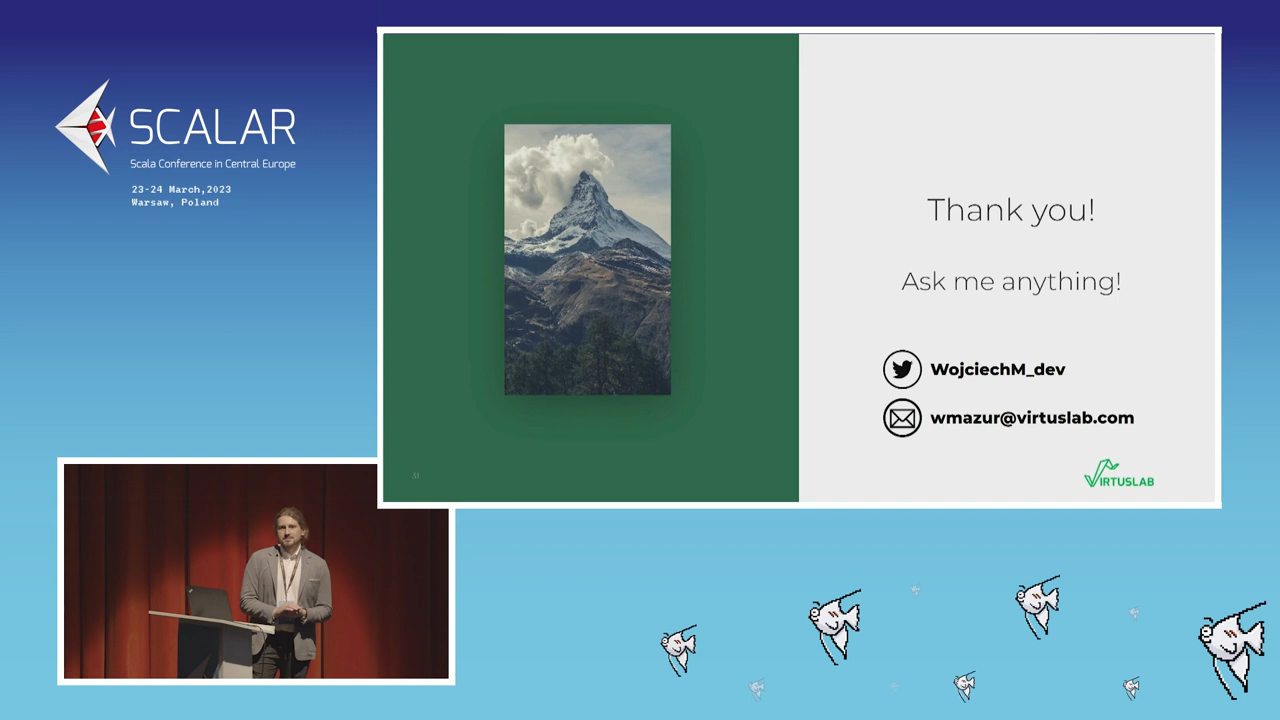 SCALAR
Scala Conference in Central Europe
23-24 March,2023
Warsaw, Poland
Thank you!
Ask me anything!
WojciechM_dev
wmazur@virtuslab.com
VIRTUSLAB